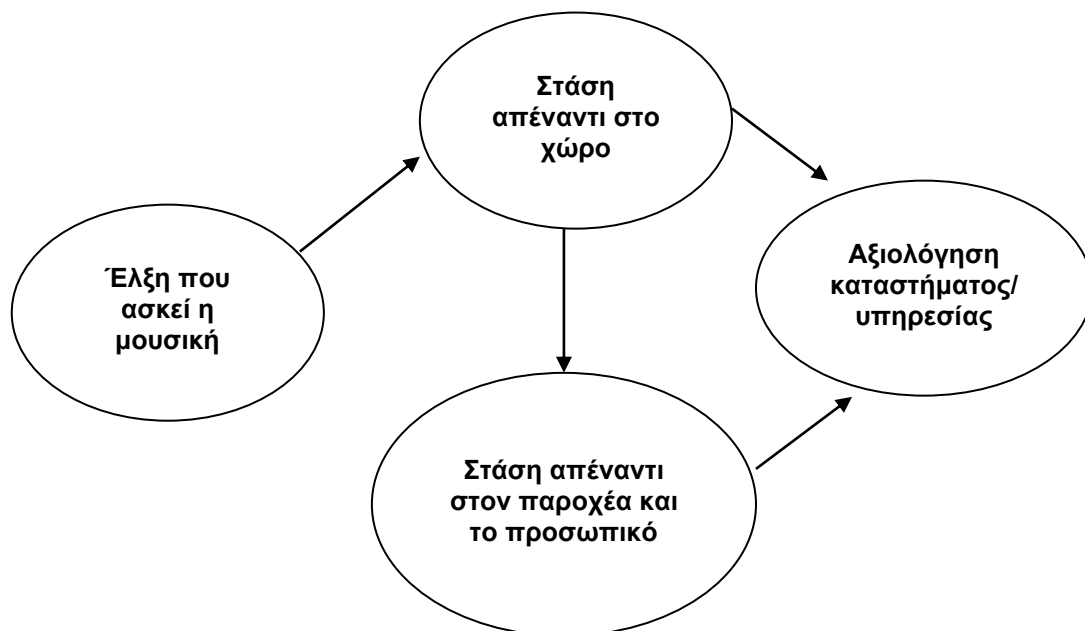 Στάση
απέναντι στο
χώρο
Έλξη που
ασκεί η
μουσική
Αξιολόγηση
καταστήματος/
υπηρεσίας
Στάση απέναντι
στον παροχέα και
το προσωπικό